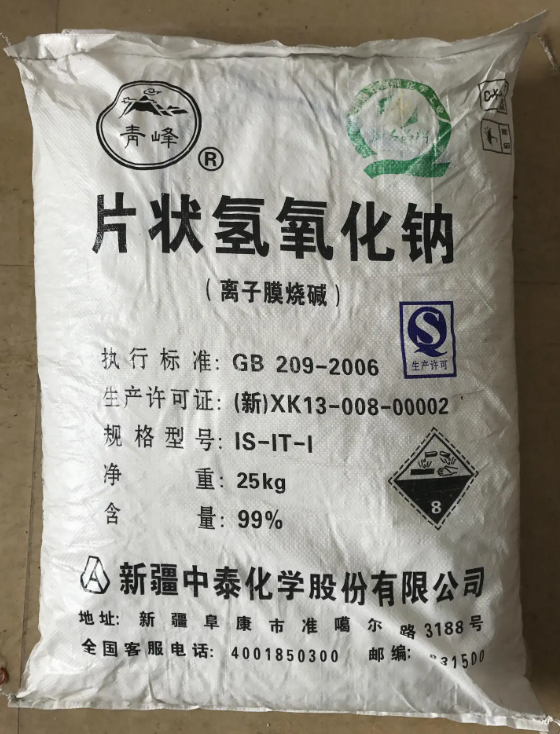 青峰
®
片状氢氧化钠
（离子膜烧碱）
执行标准: GB 209-2006
生产许可
生产许可证: (新)XK13-008-00002
规格型号: IS-IT-I
净重: 25kg
含量: 99%
8
新疆中泰化学股份有限公司
地址: 新疆阜康市准噶尔路3188号
全国客服电话: 4001850300 邮编: 831500